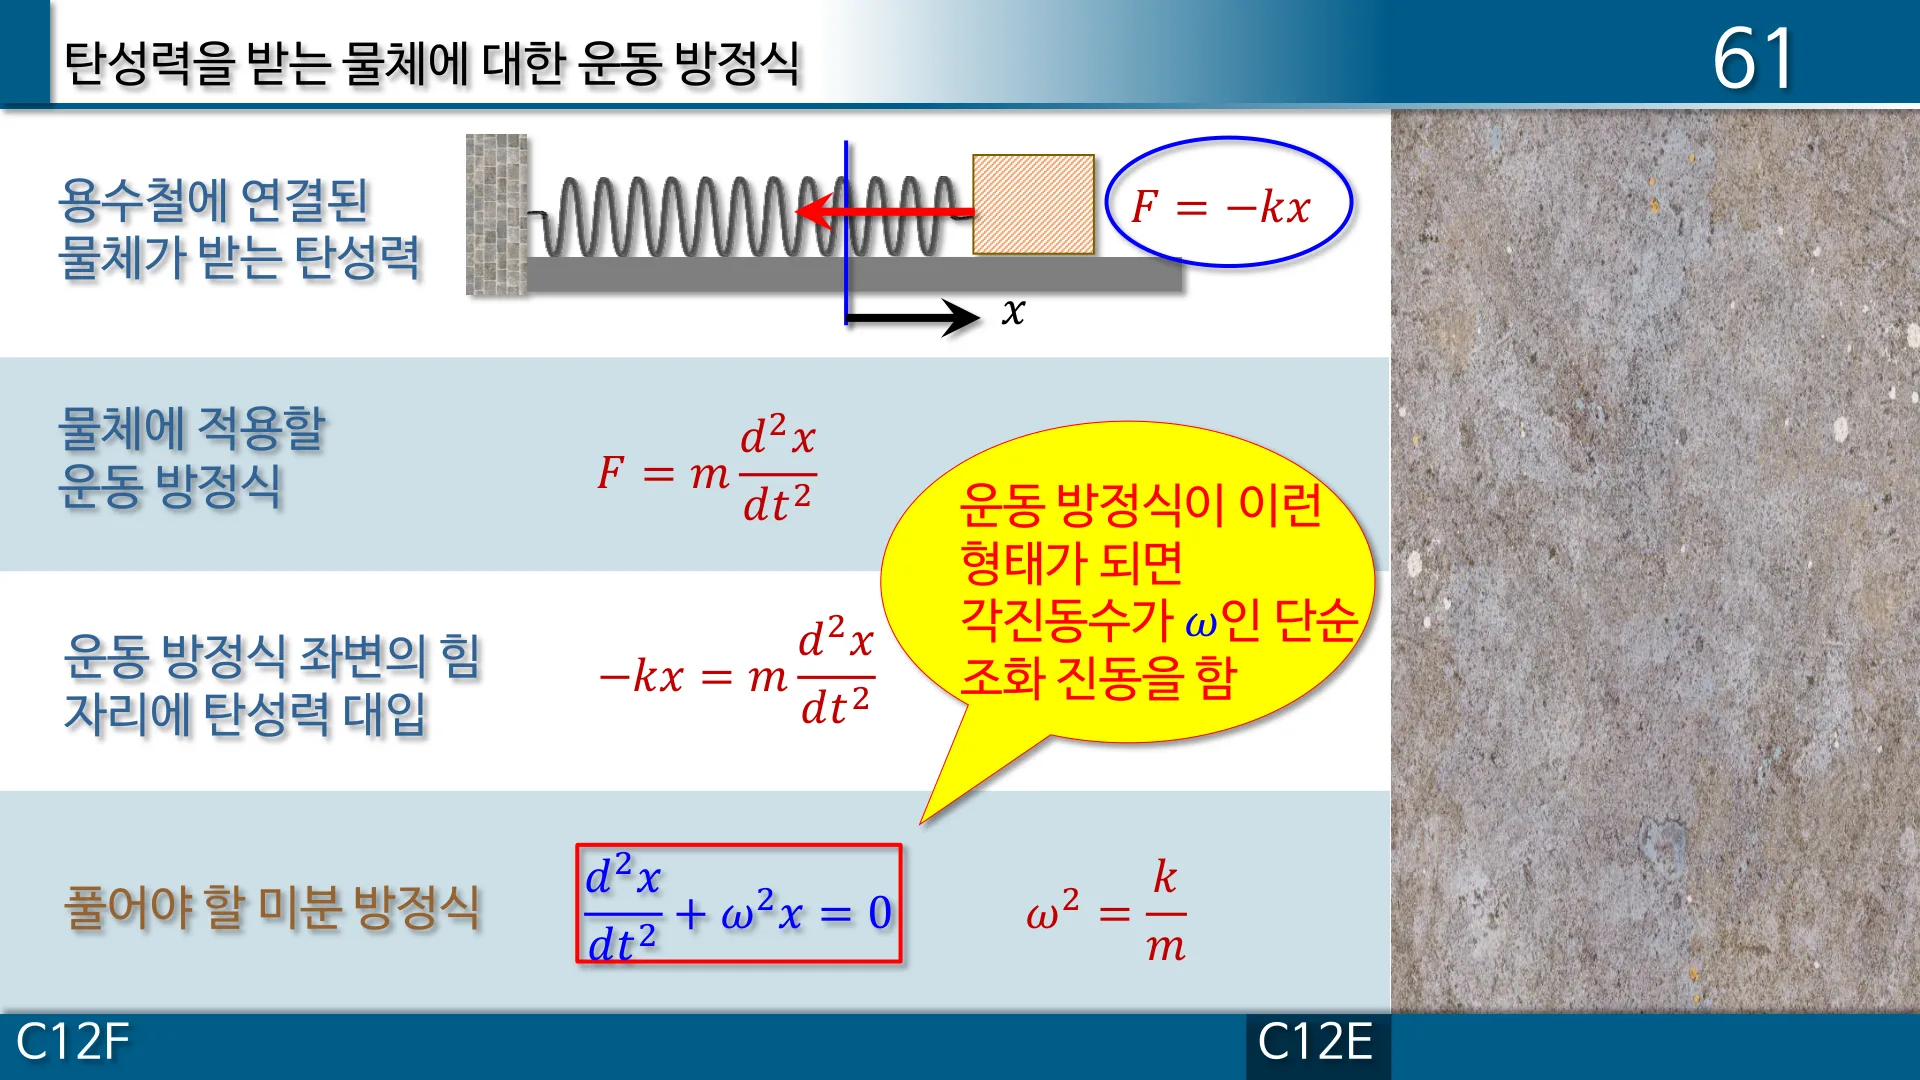 탄성력을 받는 물체에 대한 운동 방정식
61
용수철에 연결된
물체가 받는 탄성력
F = −kx
x
물체에 적용할
운동 방정식
F = m d²x/dt²
운동 방정식이 이런
형태가 되면
각진동수가 ω인 단순
조화 진동을 함
운동 방정식 좌변의 힘
자리에 탄성력 대입
−kx = m d²x/dt²
풀어야 할 미분 방정식
d²x/dt² + ω²x = 0
ω² = k/m
C12F
C12E